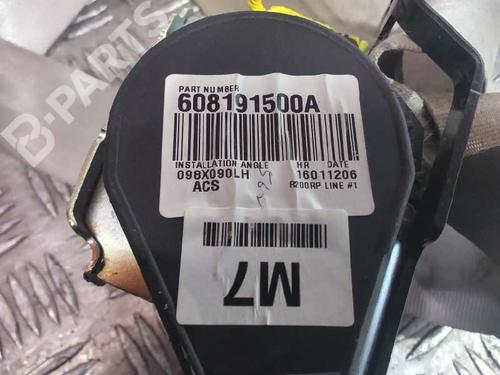 B-PARTS
PART NUMBER
608191500A
INSTALLATION ANGLE HR DATE
098X090LH 16011206
ACS R200RP LINE #1
M7